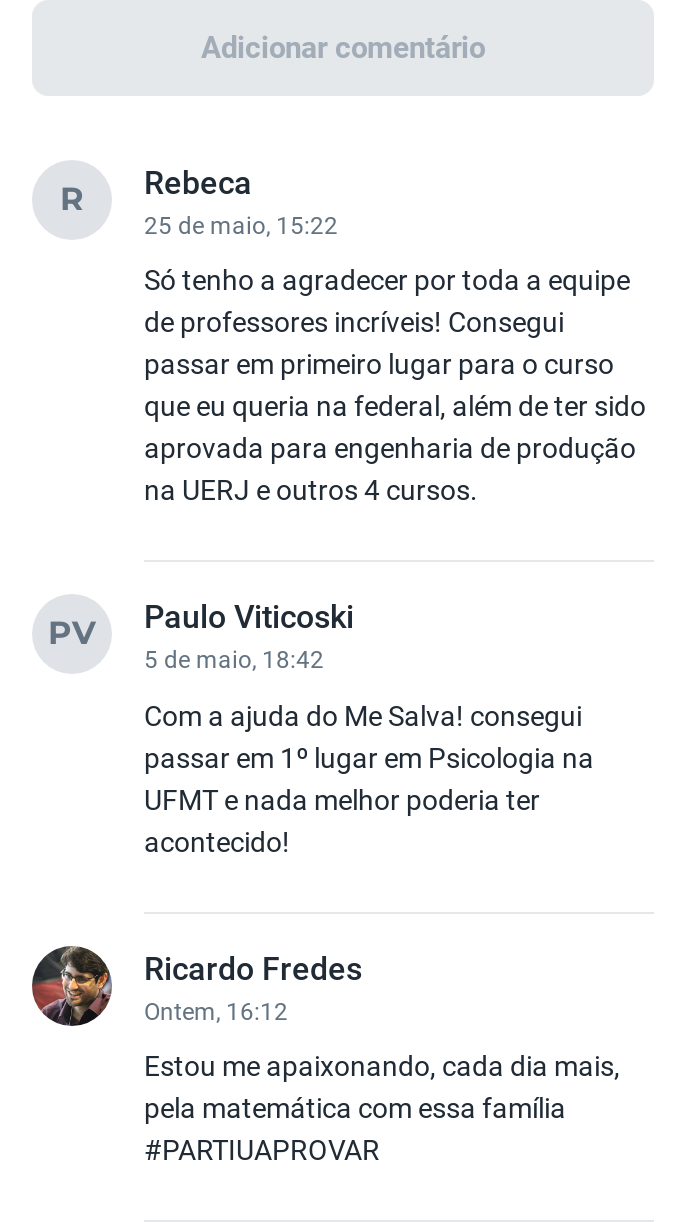 Adicionar comentário
R
Rebeca
25 de maio, 15:22
Só tenho a agradecer por toda a equipe
de professores incríveis! Consegui
passar em primeiro lugar para o curso
que eu queria na federal, além de ter sido
aprovada para engenharia de produção
na UERJ e outros 4 cursos.
PV
Paulo Viticoski
5 de maio, 18:42
Com a ajuda do Me Salva! consegui
passar em 1º lugar em Psicologia na
UFMT e nada melhor poderia ter
acontecido!
Ricardo Fredes
Ontem, 16:12
Estou me apaixonando, cada dia mais,
pela matemática com essa família
#PARTIUAPROVAR